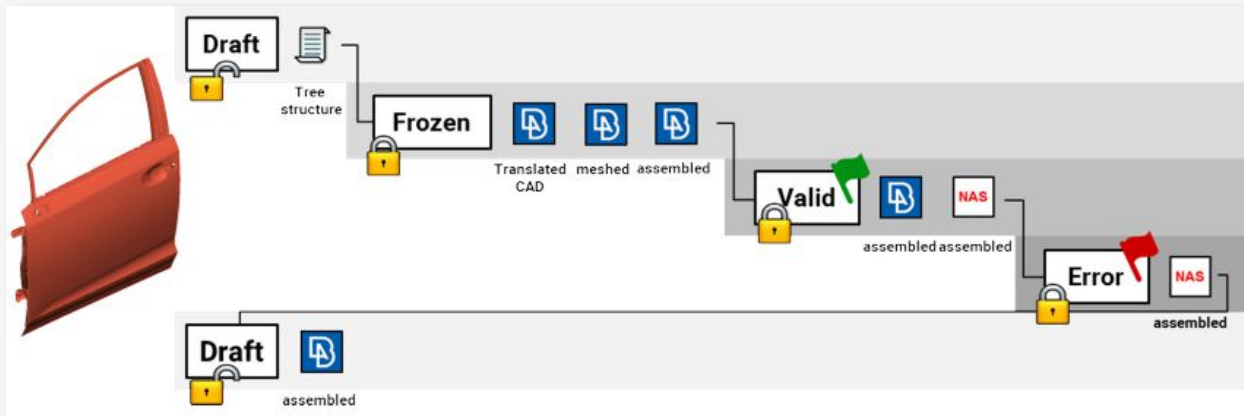 Draft
Tree
structure
Frozen
Translated
CAD
meshed
assembled
Valid
NAS
assembled
assembled
Error
NAS
assembled
Draft
assembled